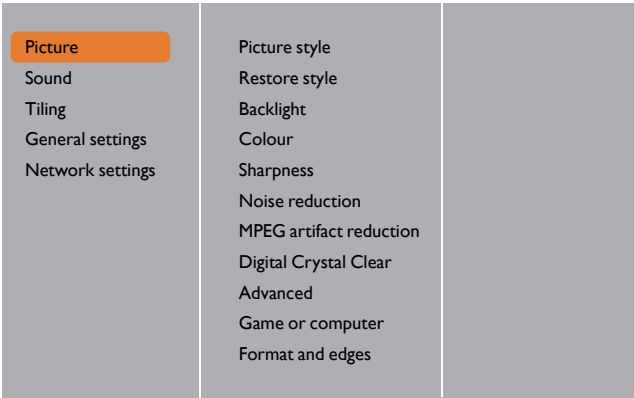 Picture
Sound
Tiling
General settings
Network settings
Picture style
Restore style
Backlight
Colour
Sharpness
Noise reduction
MPEG artifact reduction
Digital Crystal Clear
Advanced
Game or computer
Format and edges